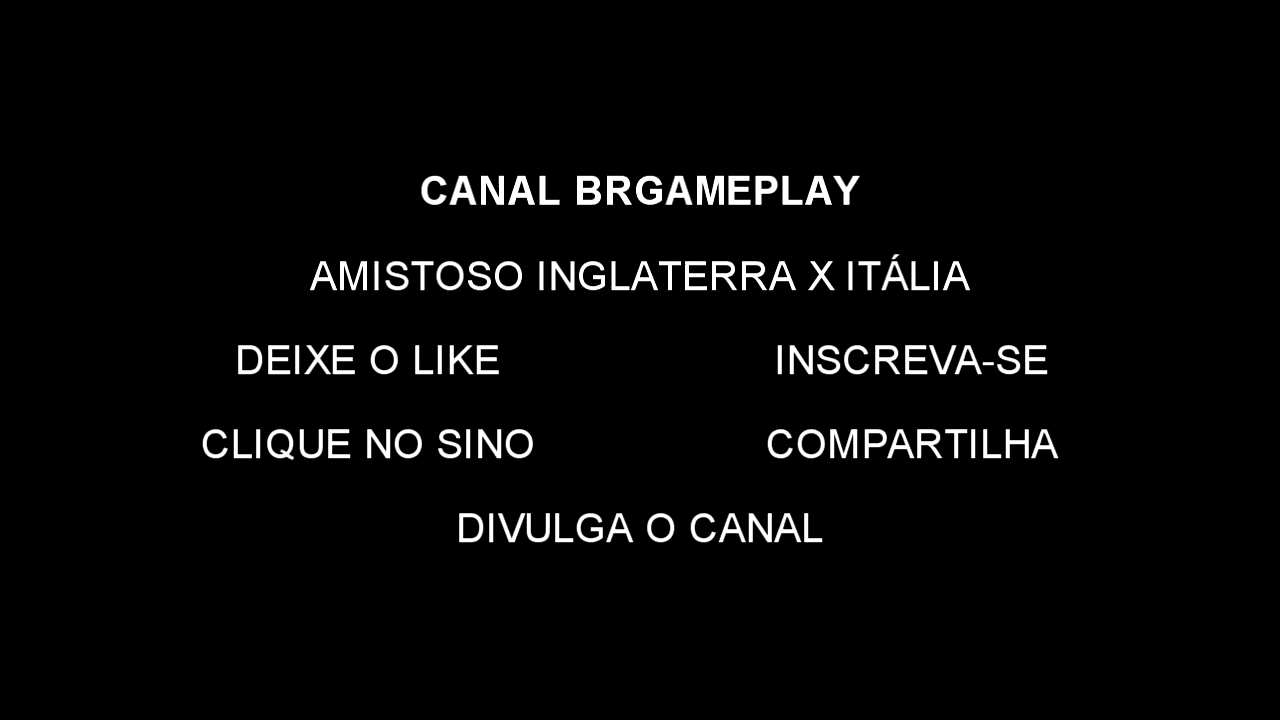 CANAL BRGAMEPLAY
AMISTOSO INGLATERRA X ITÁLIA
DEIXE O LIKE INSCREVA-SE
CLIQUE NO SINO COMPARTILHA
DIVULGA O CANAL